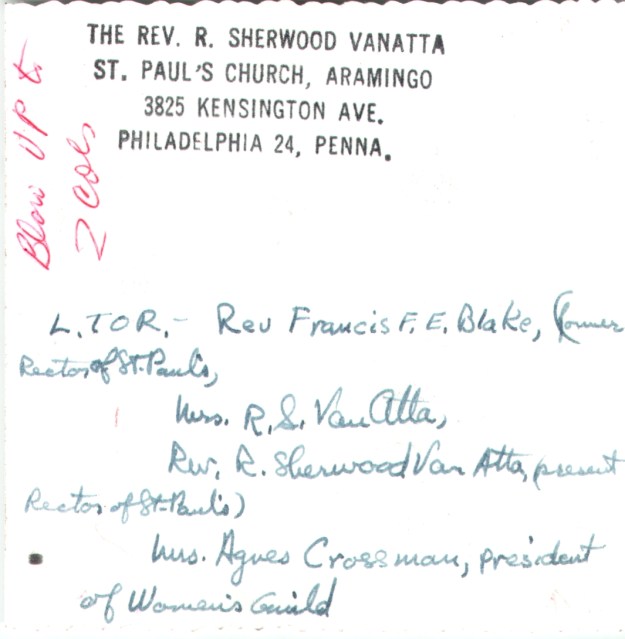 THE REV. R. SHERWOOD VANATTA
ST. PAUL'S CHURCH, ARAMINGO
3825 KENSINGTON AVE.
PHILADELPHIA 24, PENNA.
Blow UP to
2 cols
L. TO R. - Rev Francis F. E. Blake, (former
Rector of St. Paul's,
Mrs. R. S. Van Atta,
Rev. R. Sherwood Van Atta, (present
Rector of St. Paul's)
Mrs. Agnes Crossman, president
of Women's Guild